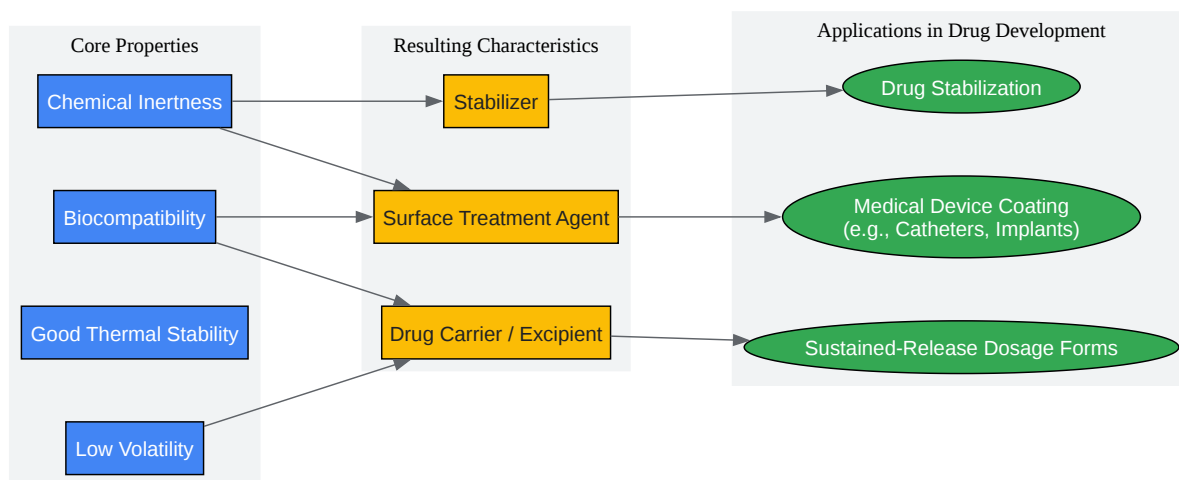 Core Properties
Chemical Inertness
Biocompatibility
Good Thermal Stability
Low Volatility
Resulting Characteristics
Stabilizer
Surface Treatment Agent
Drug Carrier / Excipient
Applications in Drug Development
Drug Stabilization
Medical Device Coating
(e.g., Catheters, Implants)
Sustained-Release Dosage Forms